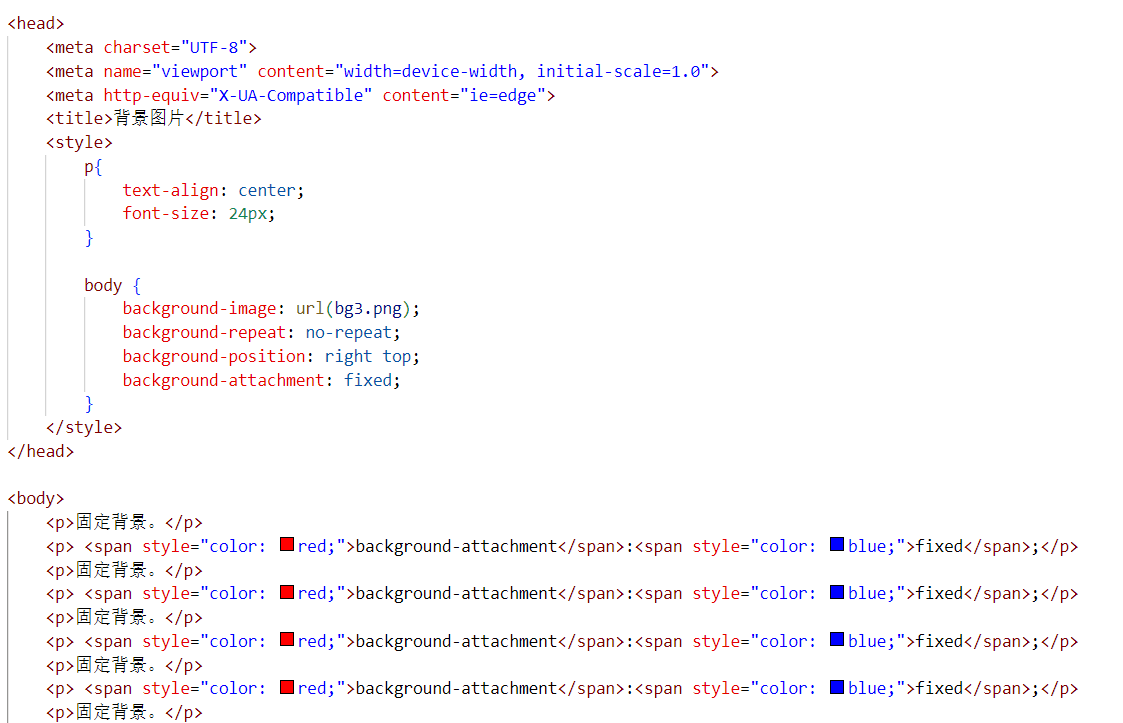 <head>
    <meta charset="UTF-8">
    <meta name="viewport" content="width=device-width, initial-scale=1.0">
    <meta http-equiv="X-UA-Compatible" content="ie=edge">
    <title>背景图片</title>
    <style>
        p{
            text-align: center;
            font-size: 24px;
        }

        body {
            background-image: url(bg3.png);
            background-repeat: no-repeat;
            background-position: right top;
            background-attachment: fixed;
        }
    </style>
</head>

<body>
    <p>固定背景。</p>
    <p> <span style="color: red;">background-attachment</span>:<span style="color: blue;">fixed</span>;</p>
    <p>固定背景。</p>
    <p> <span style="color: red;">background-attachment</span>:<span style="color: blue;">fixed</span>;</p>
    <p>固定背景。</p>
    <p> <span style="color: red;">background-attachment</span>:<span style="color: blue;">fixed</span>;</p>
    <p>固定背景。</p>
    <p> <span style="color: red;">background-attachment</span>:<span style="color: blue;">fixed</span>;</p>
    <p>固定背景。</p>